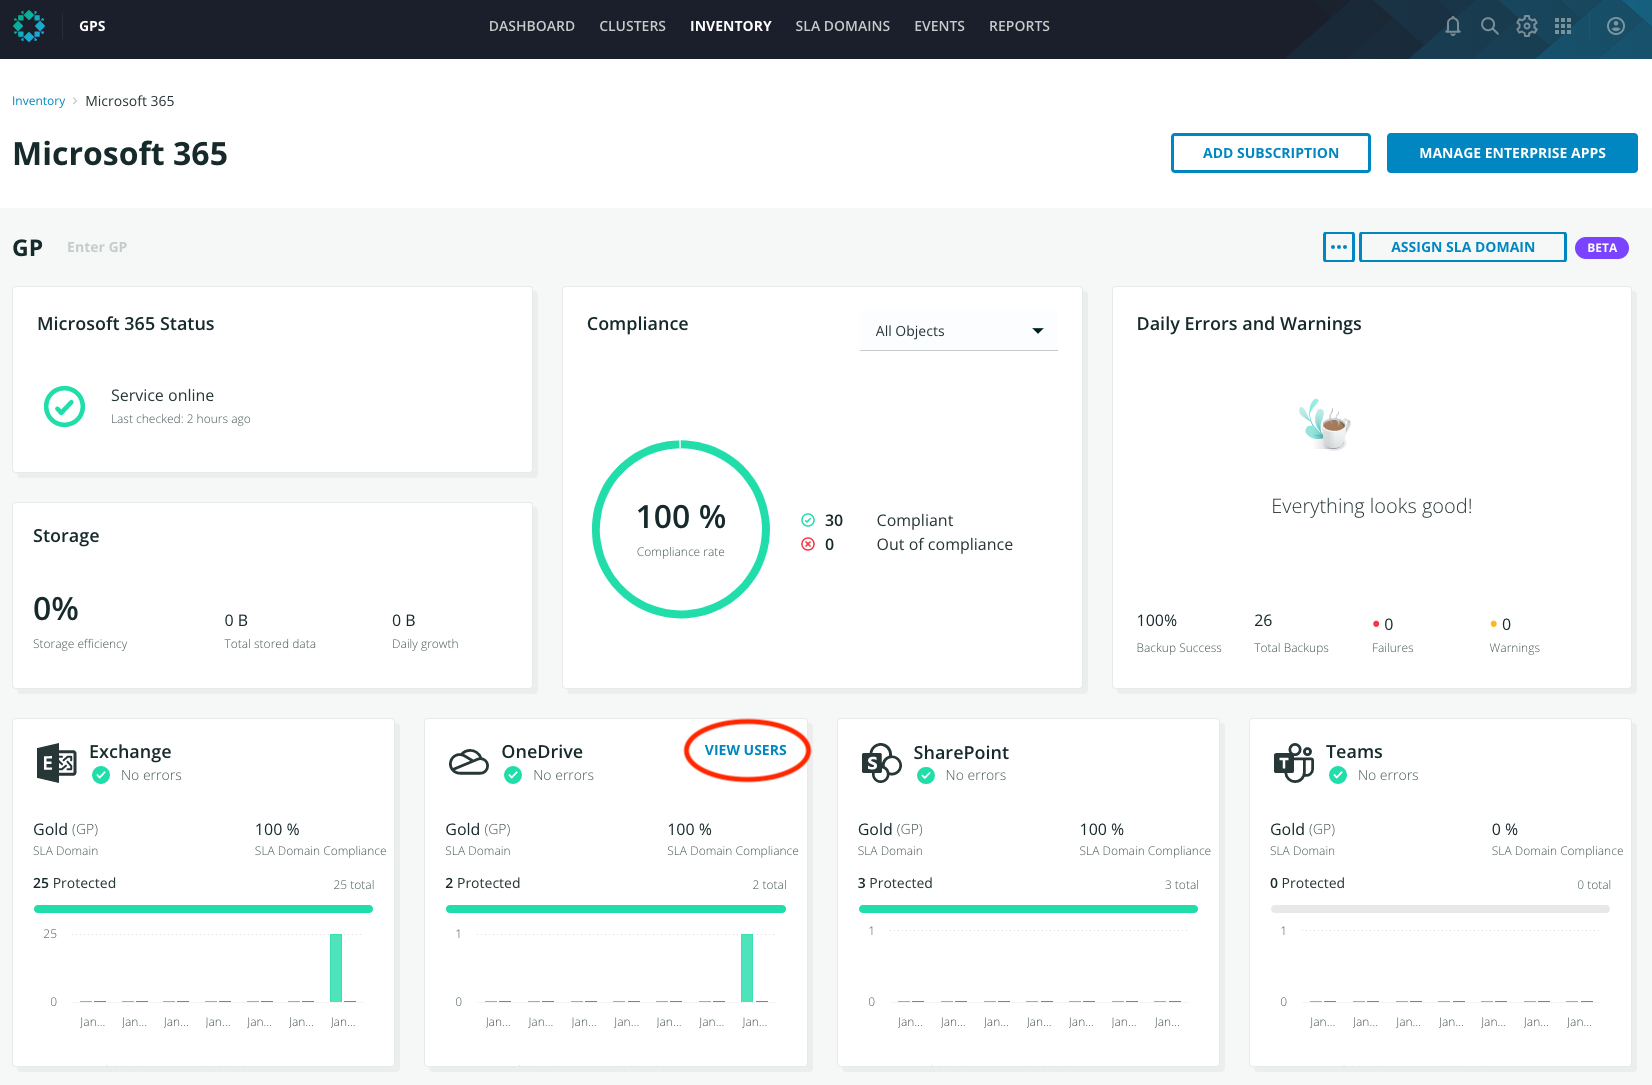 GPS
DASHBOARD CLUSTERS INVENTORY SLA DOMAINS EVENTS REPORTS
Inventory > Microsoft 365
Microsoft 365
ADD SUBSCRIPTION
MANAGE ENTERPRISE APPS
GP Enter GP
... ASSIGN SLA DOMAIN BETA
Microsoft 365 Status
Service online
Last checked: 2 hours ago
Storage
0%
Storage efficiency
0 B
Total stored data
0 B
Daily growth
Compliance
All Objects
100 %
Compliance rate
30 Compliant
0 Out of compliance
Daily Errors and Warnings
Everything looks good!
100%
Backup Success
26
Total Backups
0
Failures
0
Warnings
E
Exchange
No errors
Gold (GP)
SLA Domain
100 %
SLA Domain Compliance
25 Protected 25 total
25
0
Jan... Jan... Jan... Jan... Jan... Jan... Jan...
OneDrive
VIEW USERS
No errors
Gold (GP)
SLA Domain
100 %
SLA Domain Compliance
2 Protected 2 total
1
0
Jan... Jan... Jan... Jan... Jan... Jan... Jan...
S
SharePoint
No errors
Gold (GP)
SLA Domain
100 %
SLA Domain Compliance
3 Protected 3 total
1
0
Jan... Jan... Jan... Jan... Jan... Jan... Jan...
T
Teams
No errors
Gold (GP)
SLA Domain
0 %
SLA Domain Compliance
0 Protected 0 total
1
0
Jan... Jan... Jan... Jan... Jan... Jan... Jan...